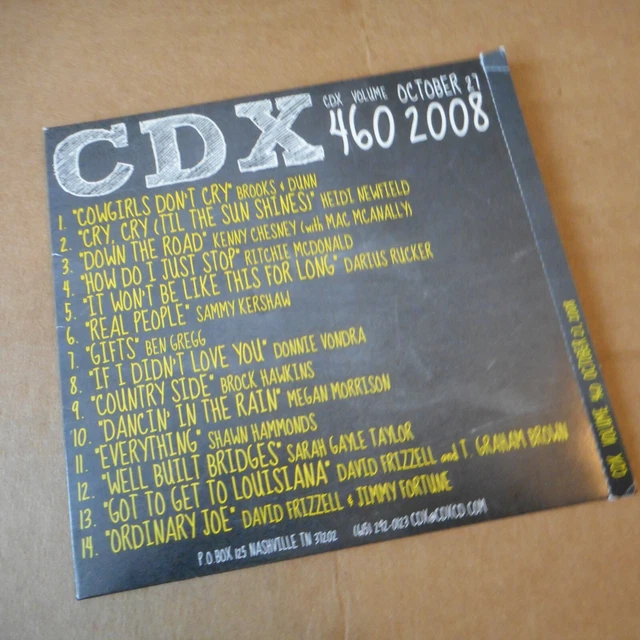 CDX CDX VOLUME OCTOBER 27
460 2008
1. "COWGIRLS DON'T CRY" BROOKS & DUNN
2. "CRY, CRY (TIL THE SUN SHINES)" HEIDI NEWFIELD
3. "DOWN THE ROAD" KENNY CHESNEY (with MAC MCANALLY)
4. "HOW DO I JUST STOP" RITCHIE MCDONALD
5. "IT WON'T BE LIKE THIS FOR LONG" DARIUS RUCKER
6. "REAL PEOPLE" SAMMY KERSHAW
7. "GIFTS" BEN GREGG
8. "IF I DIDN'T LOVE YOU" DONNIE VONDRA
9. "COUNTRY SIDE" BROCK HAWKINS
10. "DANCIN' IN THE RAIN" MEGAN MORRISON
11. "EVERYTHING" SHAWN HAMMONDS
12. "WELL BUILT BRIDGES" SARAH GAYLE TAYLOR
13. "GOT TO GET TO LOUISIANA" DAVID FRIZZELL and T. GRAHAM BROWN
14. "ORDINARY JOE" DAVID FRIZZELL & JIMMY FORTUNE
P.O. BOX 125 NASHVILLE TN 37202 (615) 292-0123 CDX@CDXCD.COM
CDX VOLUME 460 OCTOBER 27, 2008